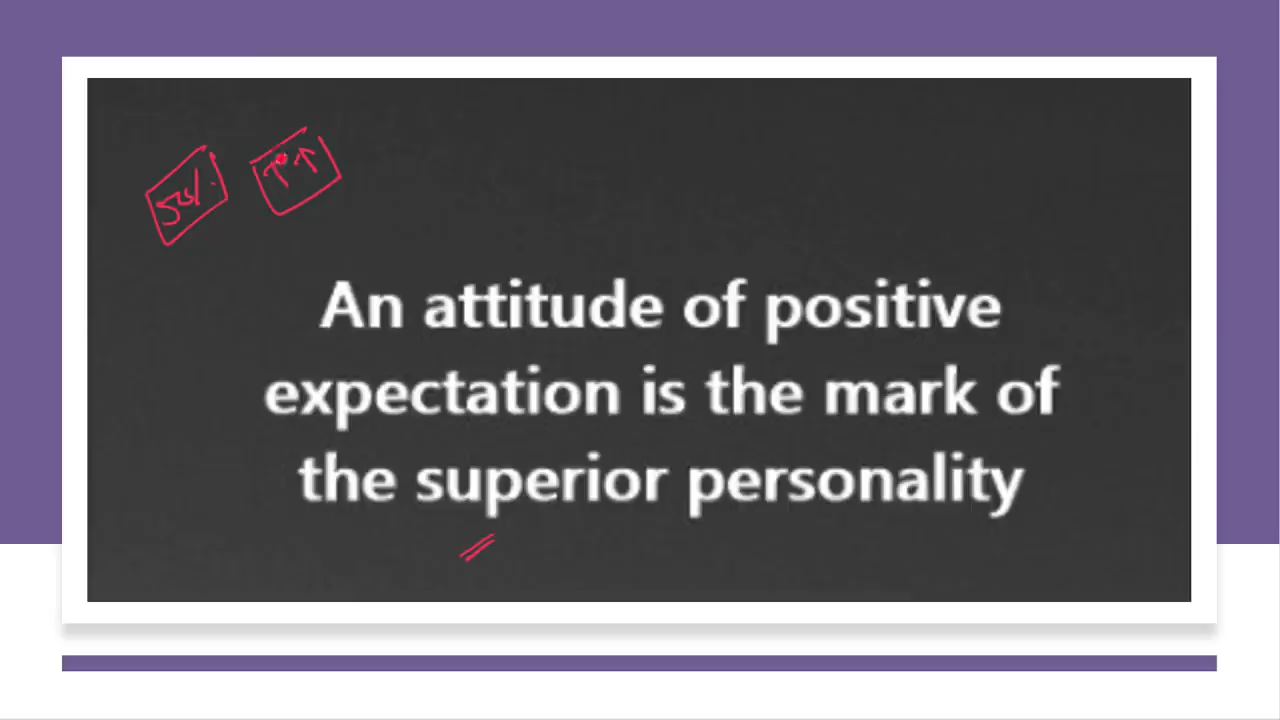 An attitude of positive
expectation is the mark of
the superior personality